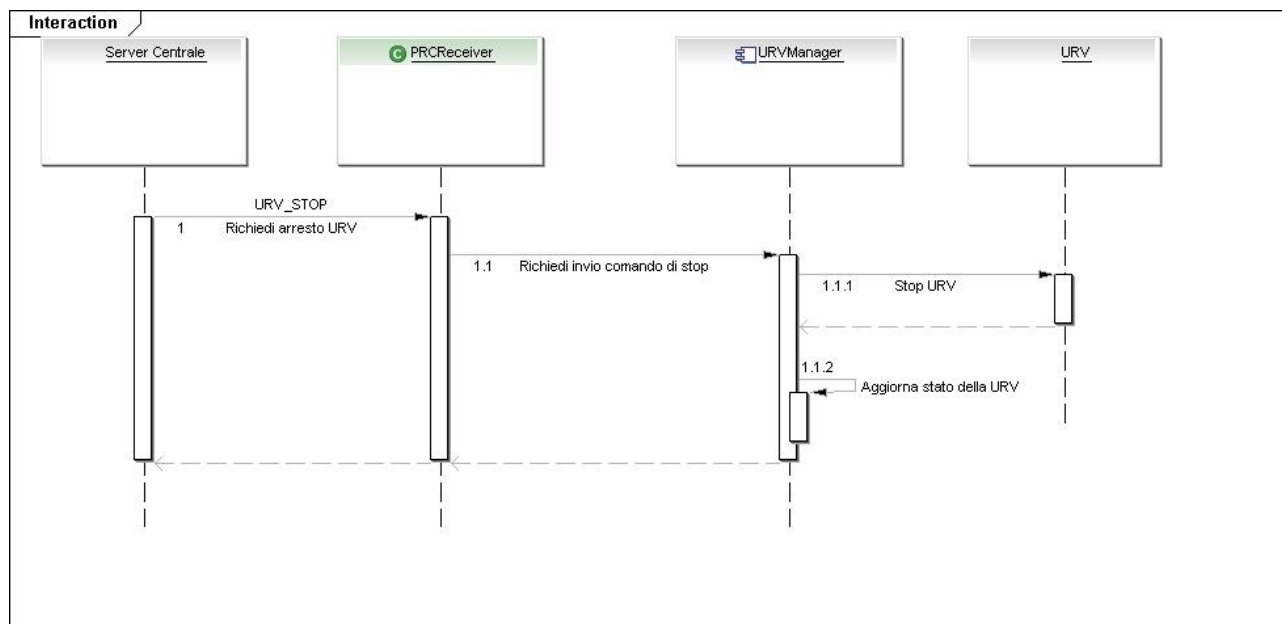 Interaction
Server Centrale
PRCReceiver
URVManager
URV
URV_STOP
1 Richiedi arresto URV
1.1 Richiedi invio comando di stop
1.1.1 Stop URV
1.1.2
Aggiorna stato della URV